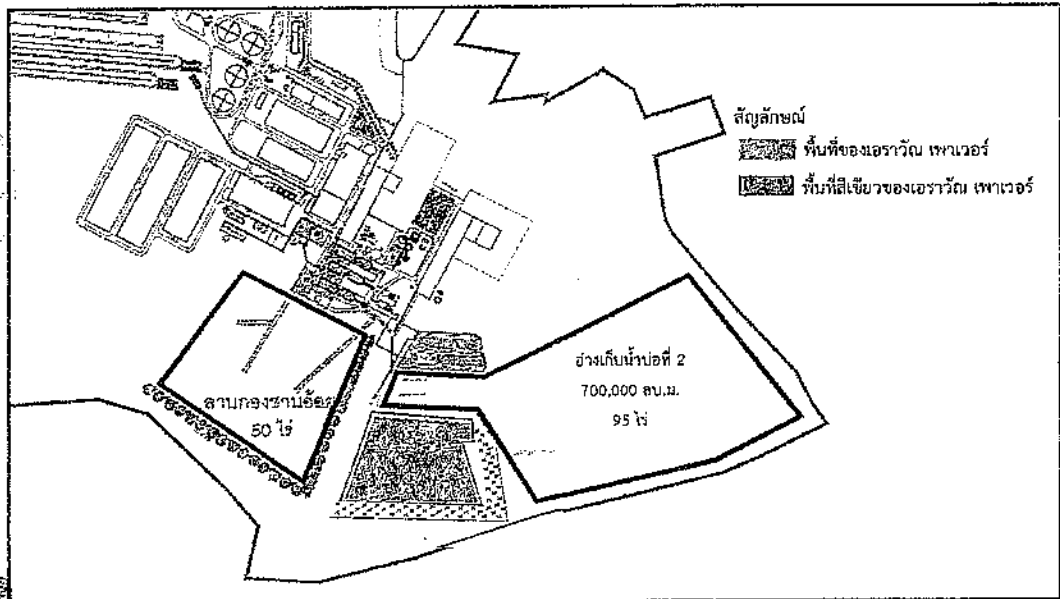 สัญลักษณ์
พื้นที่ของเอราวัณ เพาเวอร์
พื้นที่สีเขียวของเอราวัณ เพาเวอร์
อ่างเก็บน้ำบ่อที่ 2
700,000 ลบ.ม.
95 ไร่
ลานกองชานอ้อย
50 ไร่